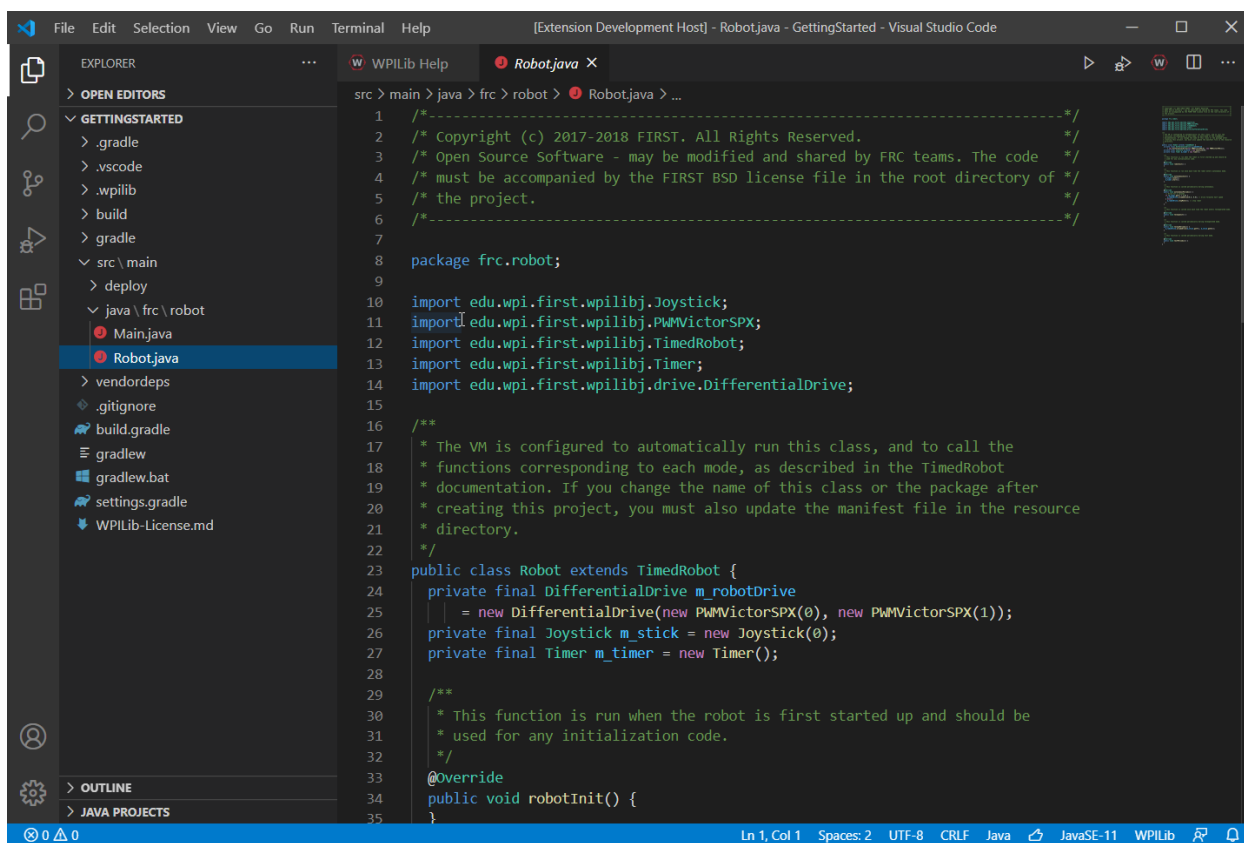 File Edit Selection View Go Run Terminal Help [Extension Development Host] - Robot.java - GettingStarted - Visual Studio Code
EXPLORER ...
WPILib Help Robot.java
OPEN EDITORS
src > main > java > frc > robot > Robot.java > ...
GETTINGSTARTED
.gradle
.vscode
.wpilib
build
gradle
src \ main
deploy
java \ frc \ robot
Main.java
Robot.java
vendordeps
.gitignore
build.gradle
gradlew
gradlew.bat
settings.gradle
WPILib-License.md
OUTLINE
JAVA PROJECTS
1 /*----------------------------------------------------------------------------*/
2 /* Copyright (c) 2017-2018 FIRST. All Rights Reserved. */
3 /* Open Source Software - may be modified and shared by FRC teams. The code */
4 /* must be accompanied by the FIRST BSD license file in the root directory of */
5 /* the project. */
6 /*----------------------------------------------------------------------------*/
7
8 package frc.robot;
9
10 import edu.wpi.first.wpilibj.Joystick;
11 import edu.wpi.first.wpilibj.PWMVictorSPX;
12 import edu.wpi.first.wpilibj.TimedRobot;
13 import edu.wpi.first.wpilibj.Timer;
14 import edu.wpi.first.wpilibj.drive.DifferentialDrive;
15
16 /**
17 * The VM is configured to automatically run this class, and to call the
18 * functions corresponding to each mode, as described in the TimedRobot
19 * documentation. If you change the name of this class or the package after
20 * creating this project, you must also update the manifest file in the resource
21 * directory.
22 */
23 public class Robot extends TimedRobot {
24 private final DifferentialDrive m_robotDrive
25 = new DifferentialDrive(new PWMVictorSPX(0), new PWMVictorSPX(1));
26 private final Joystick m_stick = new Joystick(0);
27 private final Timer m_timer = new Timer();
28
29 /**
30 * This function is run when the robot is first started up and should be
31 * used for any initialization code.
32 */
33 @Override
34 public void robotInit() {
35 }
0 0 Ln 1, Col 1 Spaces: 2 UTF-8 CRLF Java JavaSE-11 WPILib